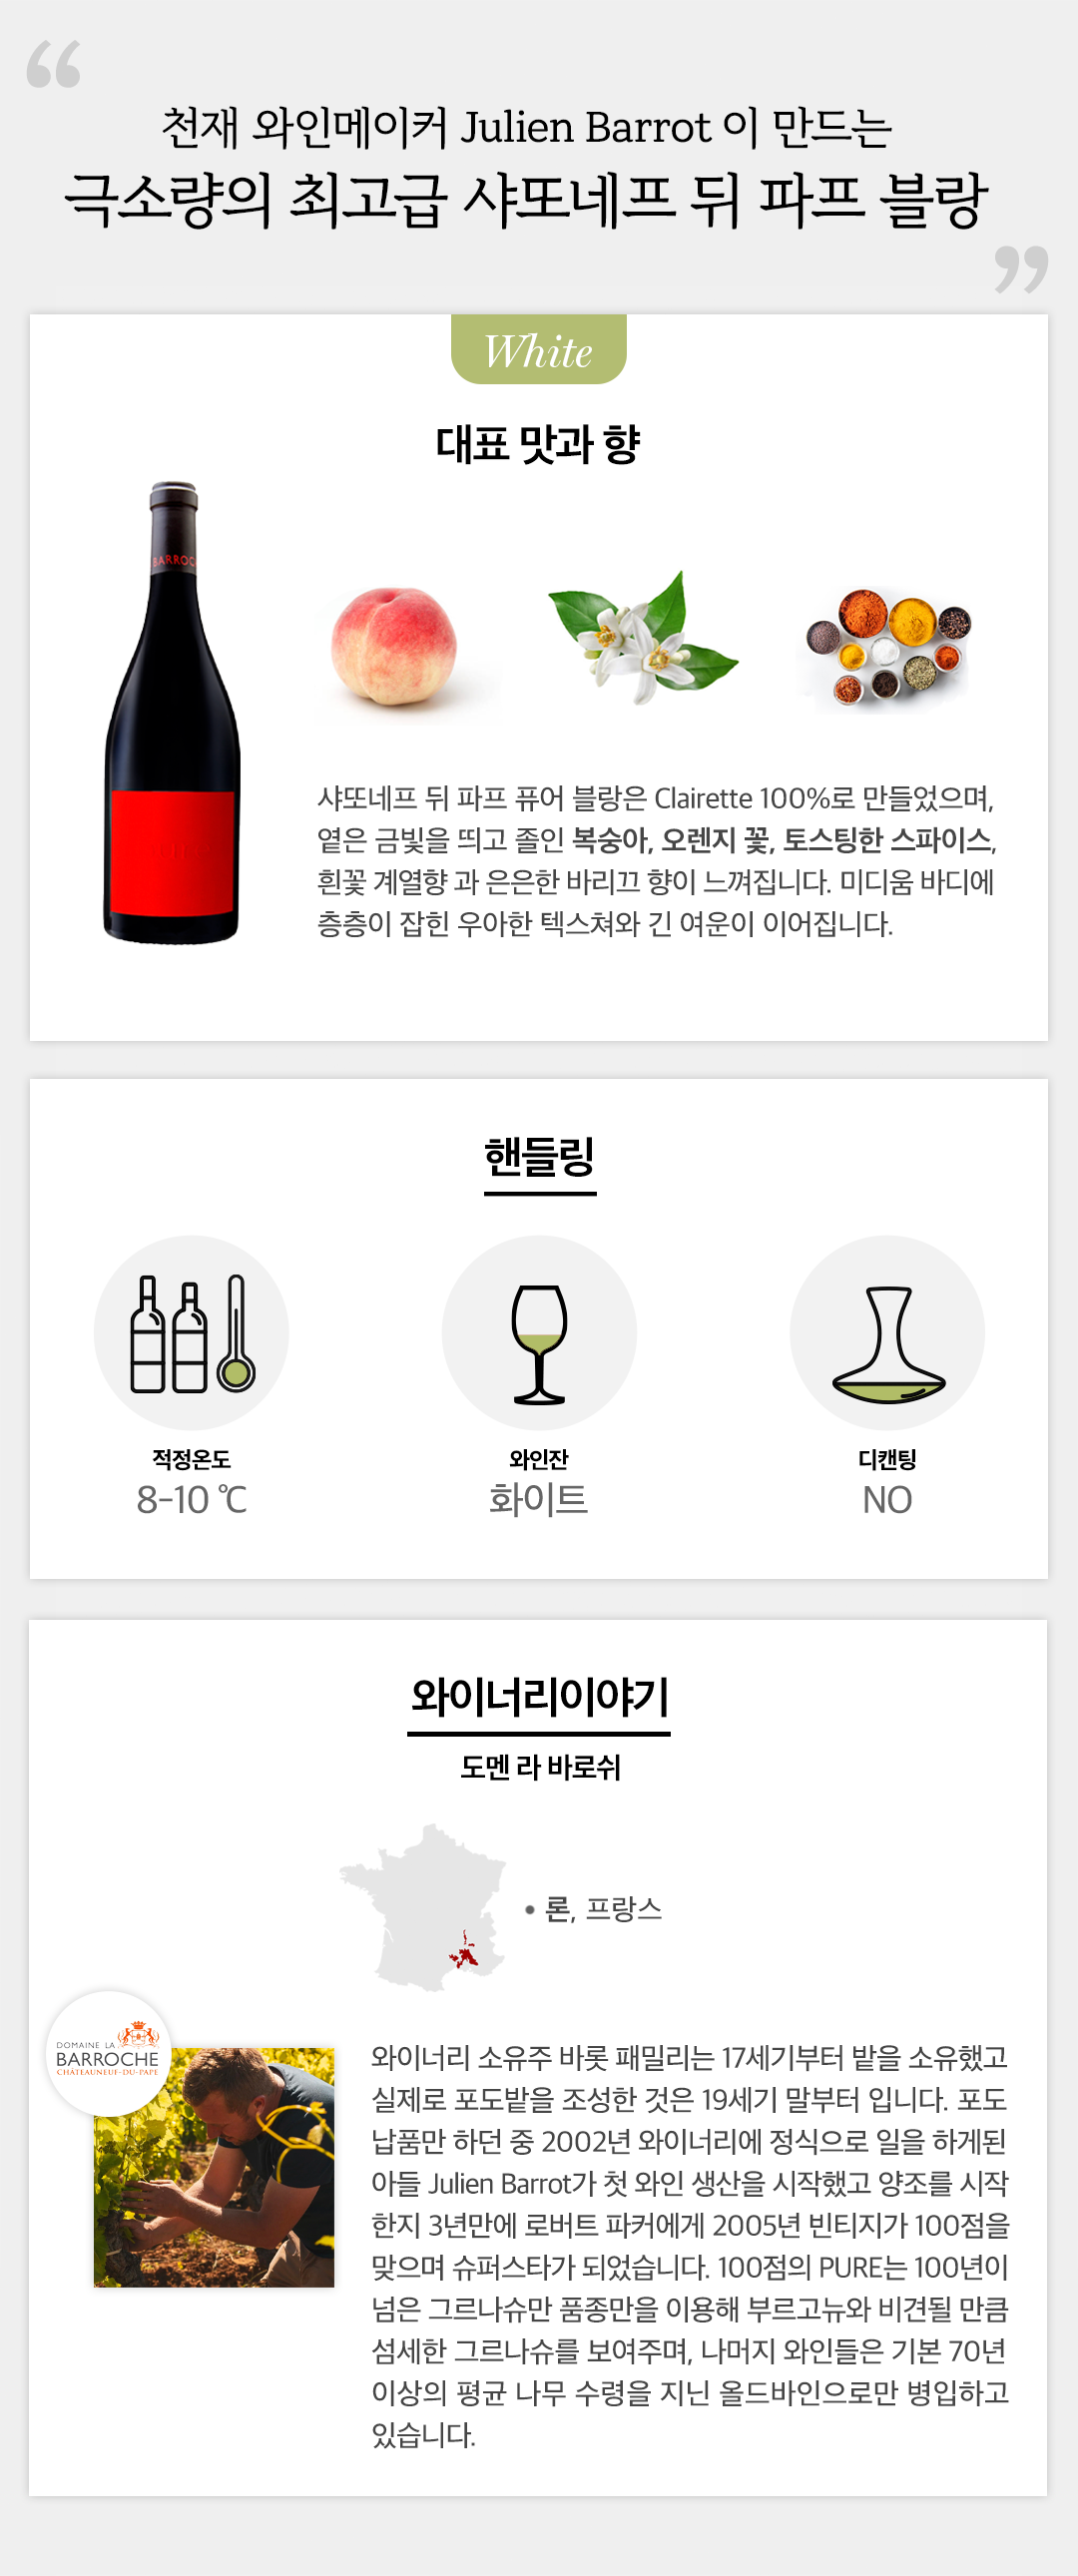 “
천재 와인메이커 Julien Barrot 이 만드는
극소량의 최고급 샤또네프 뒤 파프 블랑
”
White
대표 맛과 향
BARROC
샤또네프 뒤 파프 퓨어 블랑은 Clairette 100%로 만들었으며,
옅은 금빛을 띄고 졸인 복숭아, 오렌지 꽃, 토스팅한 스파이스,
흰꽃 계열향 과 은은한 바리끄 향이 느껴집니다. 미디움 바디에
층층이 잡힌 우아한 텍스쳐와 긴 여운이 이어집니다.
핸들링
적정온도
8-10 ℃
와인잔
화이트
디캔팅
NO
와이너리이야기
도멘 라 바로쉬
• 론, 프랑스
DOMAINE LA
BARROCHE
CHÂTEAUNEUF-DU-PAPE
와이너리 소유주 바롯 패밀리는 17세기부터 밭을 소유했고
실제로 포도밭을 조성한 것은 19세기 말부터 입니다. 포도
납품만 하던 중 2002년 와이너리에 정식으로 일을 하게된
아들 Julien Barrot가 첫 와인 생산을 시작했고 양조를 시작
한지 3년만에 로버트 파커에게 2005년 빈티지가 100점을
맞으며 슈퍼스타가 되었습니다. 100점의 PURE는 100년이
넘은 그르나슈만 품종만을 이용해 부르고뉴와 비견될 만큼
섬세한 그르나슈를 보여주며, 나머지 와인들은 기본 70년
이상의 평균 나무 수령을 지닌 올드바인으로만 병입하고
있습니다.